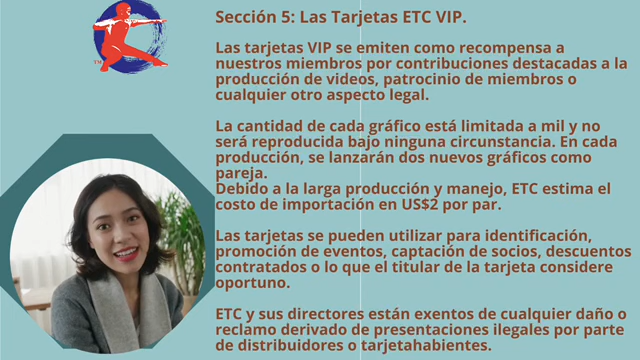 Sección 5: Las Tarjetas ETC VIP.
Las tarjetas VIP se emiten como recompensa a
nuestros miembros por contribuciones destacadas a la
producción de videos, patrocinio de miembros o
cualquier otro aspecto legal.
La cantidad de cada gráfico está limitada a mil y no
será reproducida bajo ninguna circunstancia. En cada
producción, se lanzarán dos nuevos gráficos como
pareja.
Debido a la larga producción y manejo, ETC estima el
costo de importación en US$2 por par.
Las tarjetas se pueden utilizar para identificación,
promoción de eventos, captación de socios, descuentos
contratados o lo que el titular de la tarjeta considere
oportuno.
ETC y sus directores están exentos de cualquier daño o
reclamo derivado de presentaciones ilegales por parte
de distribuidores o tarjetahabientes.
TM